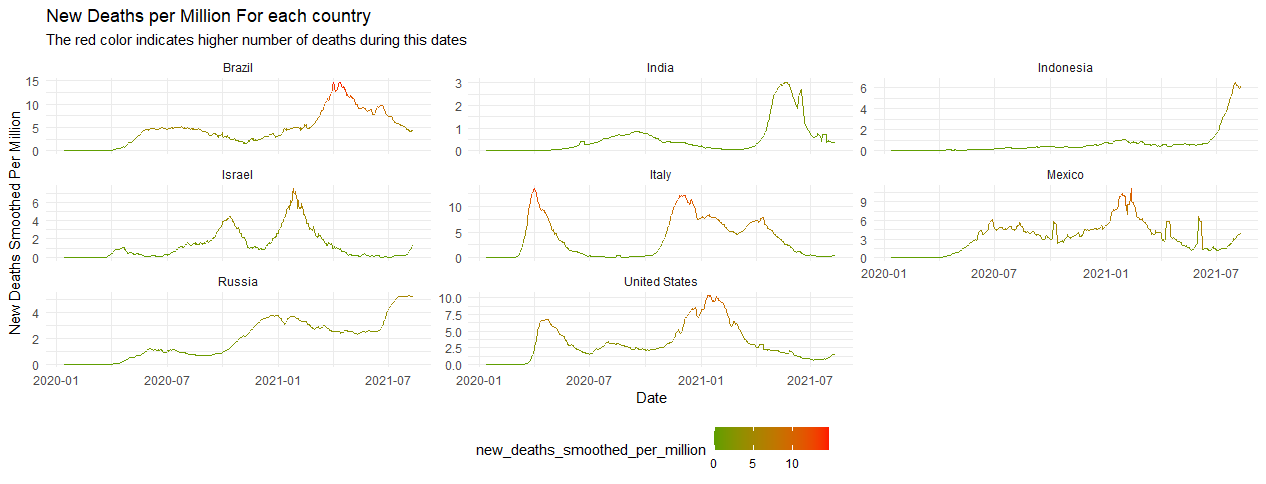 New Deaths per Million For each country
The red color indicates higher number of deaths during this dates
New Deaths Smoothed Per Million
Brazil
15
10
5
0
India
3
2
1
0
Indonesia
6
4
2
0
Israel
6
4
2
0
Italy
10
5
0
Mexico
9
6
3
0
2020-01 2020-07 2021-01 2021-07
Russia
4
2
0
2020-01 2020-07 2021-01 2021-07
United States
10.0
7.5
5.0
2.5
0.0
2020-01 2020-07 2021-01 2021-07
Date
new_deaths_smoothed_per_million
0 5 10